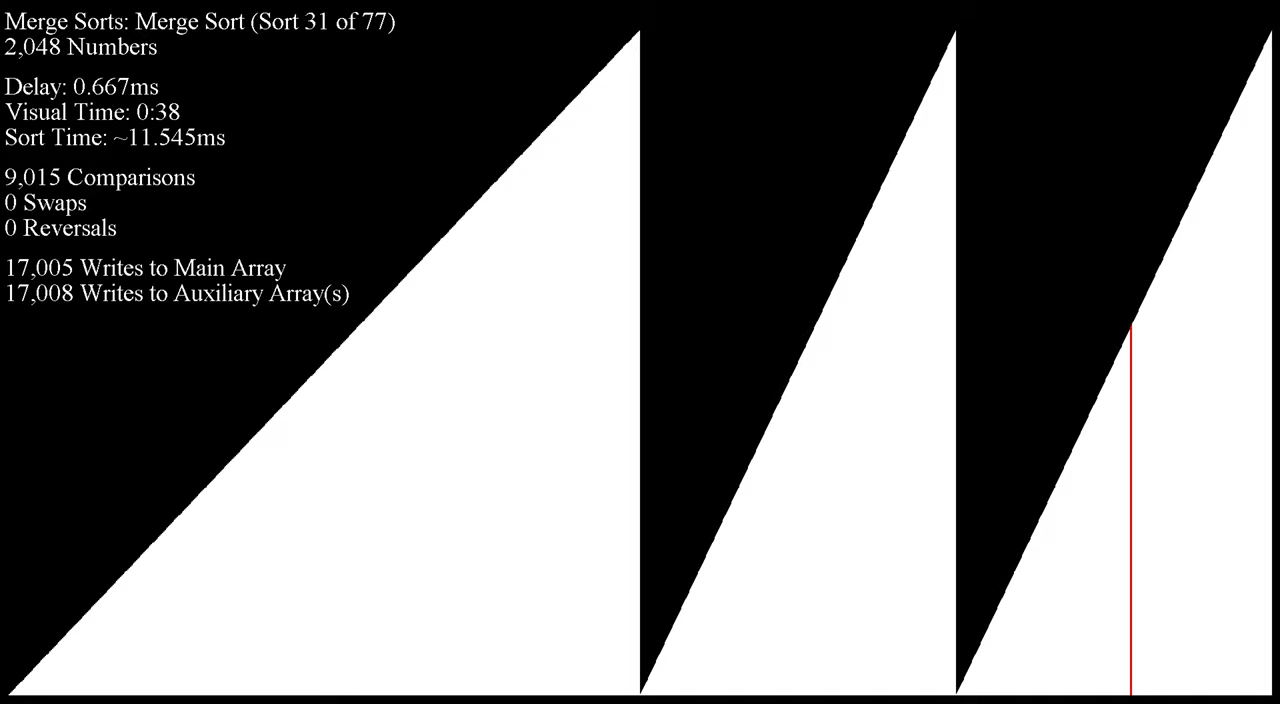 Merge Sorts: Merge Sort (Sort 31 of 77)
2,048 Numbers
Delay: 0.667ms
Visual Time: 0:38
Sort Time: ~11.545ms
9,015 Comparisons
0 Swaps
0 Reversals
17,005 Writes to Main Array
17,008 Writes to Auxiliary Array(s)